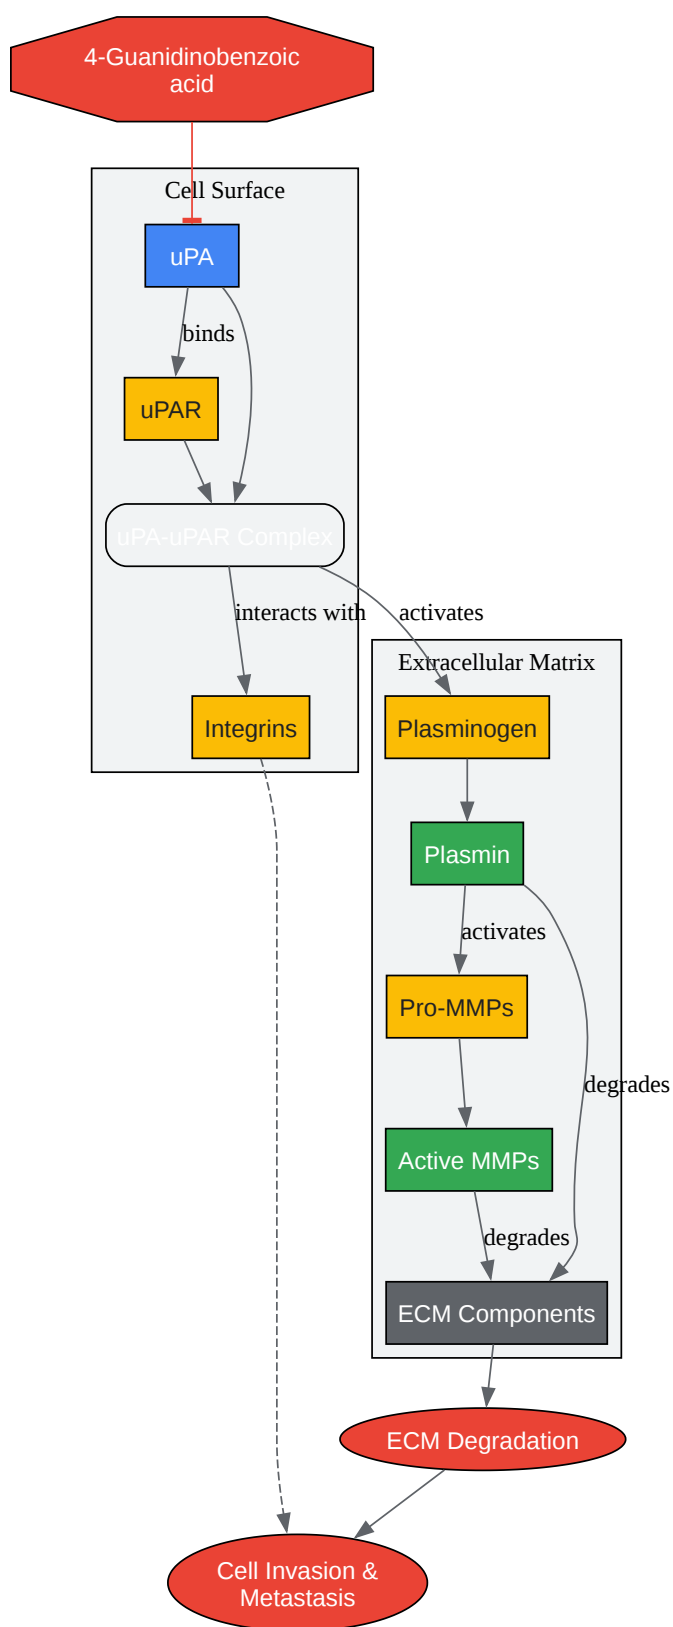 4-Guanidinobenzoic
acid
Cell Surface
uPA
binds
uPAR
uPA-uPAR Complex
interacts with
activates
Extracellular Matrix
Integrins
Plasminogen
Plasmin
activates
Pro-MMPs
degrades
Active MMPs
degrades
ECM Components
ECM Degradation
Cell Invasion &
Metastasis